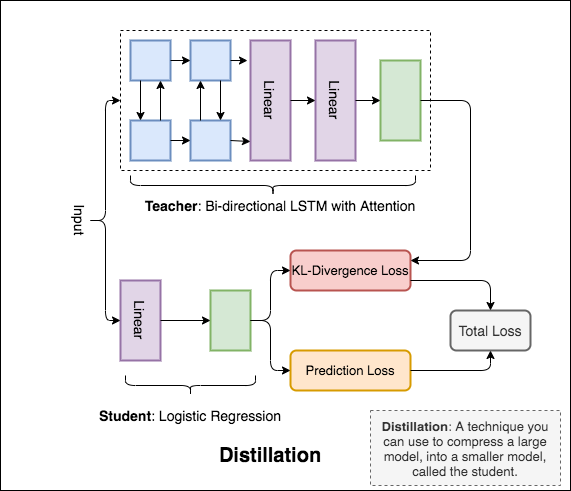 Linear
Linear
Teacher: Bi-directional LSTM with Attention
Input
KL-Divergence Loss
Linear
Total Loss
Prediction Loss
Student: Logistic Regression
Distillation
Distillation: A technique you
can use to compress a large
model, into a smaller model,
called the student.